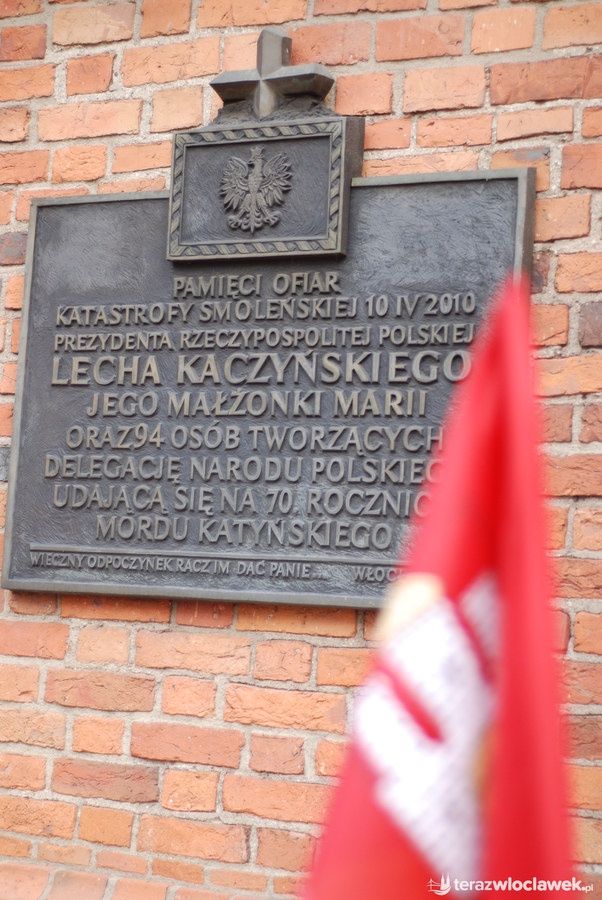 PAMIĘCI OFIAR
KATASTROFY SMOLEŃSKIEJ 10 IV 2010
PREZYDENTA RZECZYPOSPOLITEJ POLSKIEJ
LECHA KACZYŃSKIEGO
JEGO MAŁŻONKI MARII
ORAZ 94 OSÓB TWORZĄCYCH
DELEGACJĘ NARODU POLSKIEG
UDAJĄCĄ SIĘ NA 70. ROCZNIC
MORDU KATYŃSKIEGO
WIECZNY ODPOCZYNEK RACZ IM DAĆ PANIE... WŁOC
terazwloclawek.pl